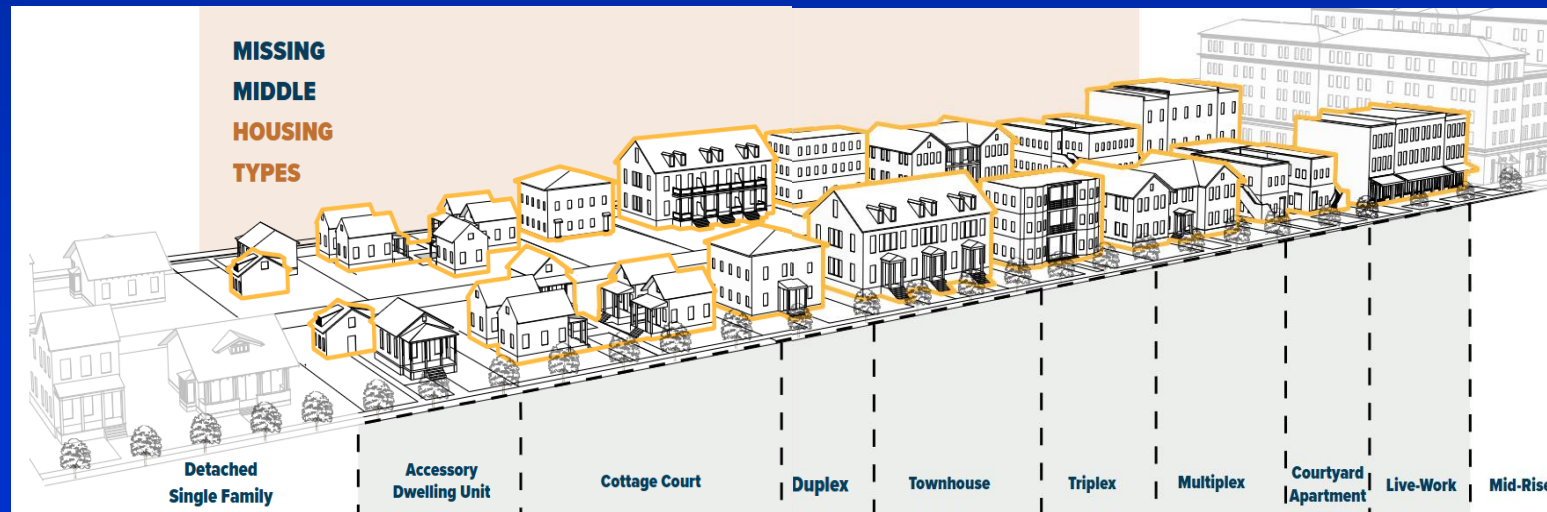 MISSING
MIDDLE
HOUSING
TYPES
Detached
Single Family
Accessory
Dwelling Unit
Cottage Court
Duplex
Townhouse
Triplex
Multiplex
Courtyard
Apartment
Live-Work
Mid-Rise